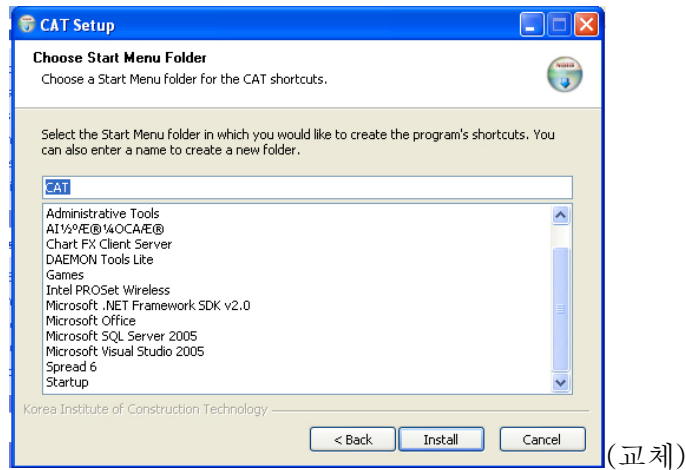 CAT Setup
Choose Start Menu Folder
Choose a Start Menu folder for the CAT shortcuts.
Select the Start Menu folder in which you would like to create the program's shortcuts. You
can also enter a name to create a new folder.
CAT
Administrative Tools
AI½ºÆ®¼OCAÆ®
Chart FX Client Server
DAEMON Tools Lite
Games
Intel PROSet Wireless
Microsoft .NET Framework SDK v2.0
Microsoft Office
Microsoft SQL Server 2005
Microsoft Visual Studio 2005
Spread 6
Startup
Korea Institute of Construction Technology
< Back Install Cancel
(교체)